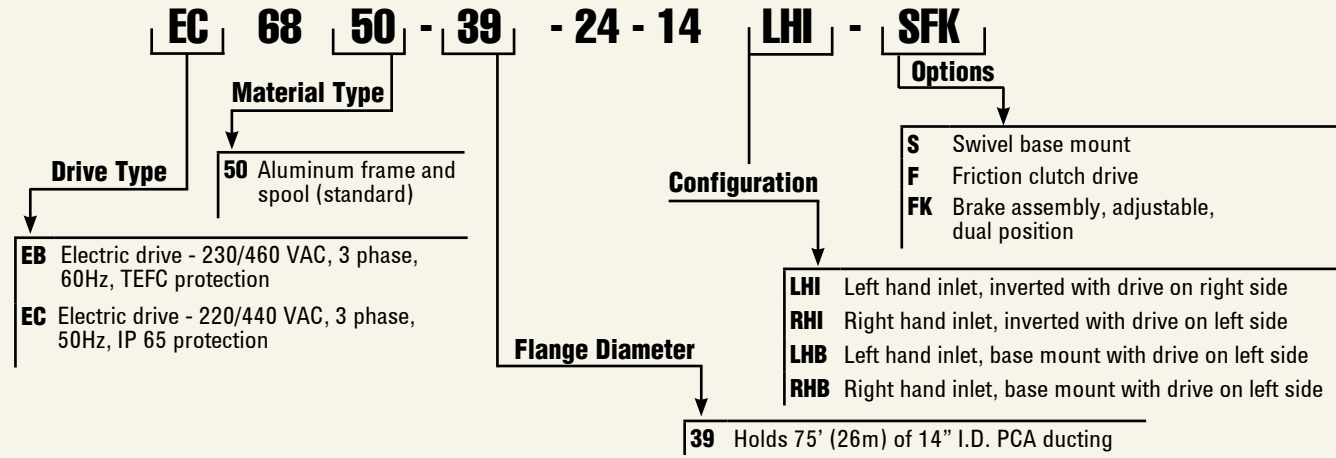 EC 68 50 - 39 - 24 - 14 LHI - SFK
Options
Material Type
S Swivel base mount
F Friction clutch drive
FK Brake assembly, adjustable,
dual position
Drive Type
50 Aluminum frame and
spool (standard)
Configuration
EB Electric drive - 230/460 VAC, 3 phase,
60Hz, TEFC protection
EC Electric drive - 220/440 VAC, 3 phase,
50Hz, IP 65 protection
LHI Left hand inlet, inverted with drive on right side
RHI Right hand inlet, inverted with drive on left side
LHB Left hand inlet, base mount with drive on left side
RHB Right hand inlet, base mount with drive on left side
Flange Diameter
39 Holds 75’ (26m) of 14” I.D. PCA ducting